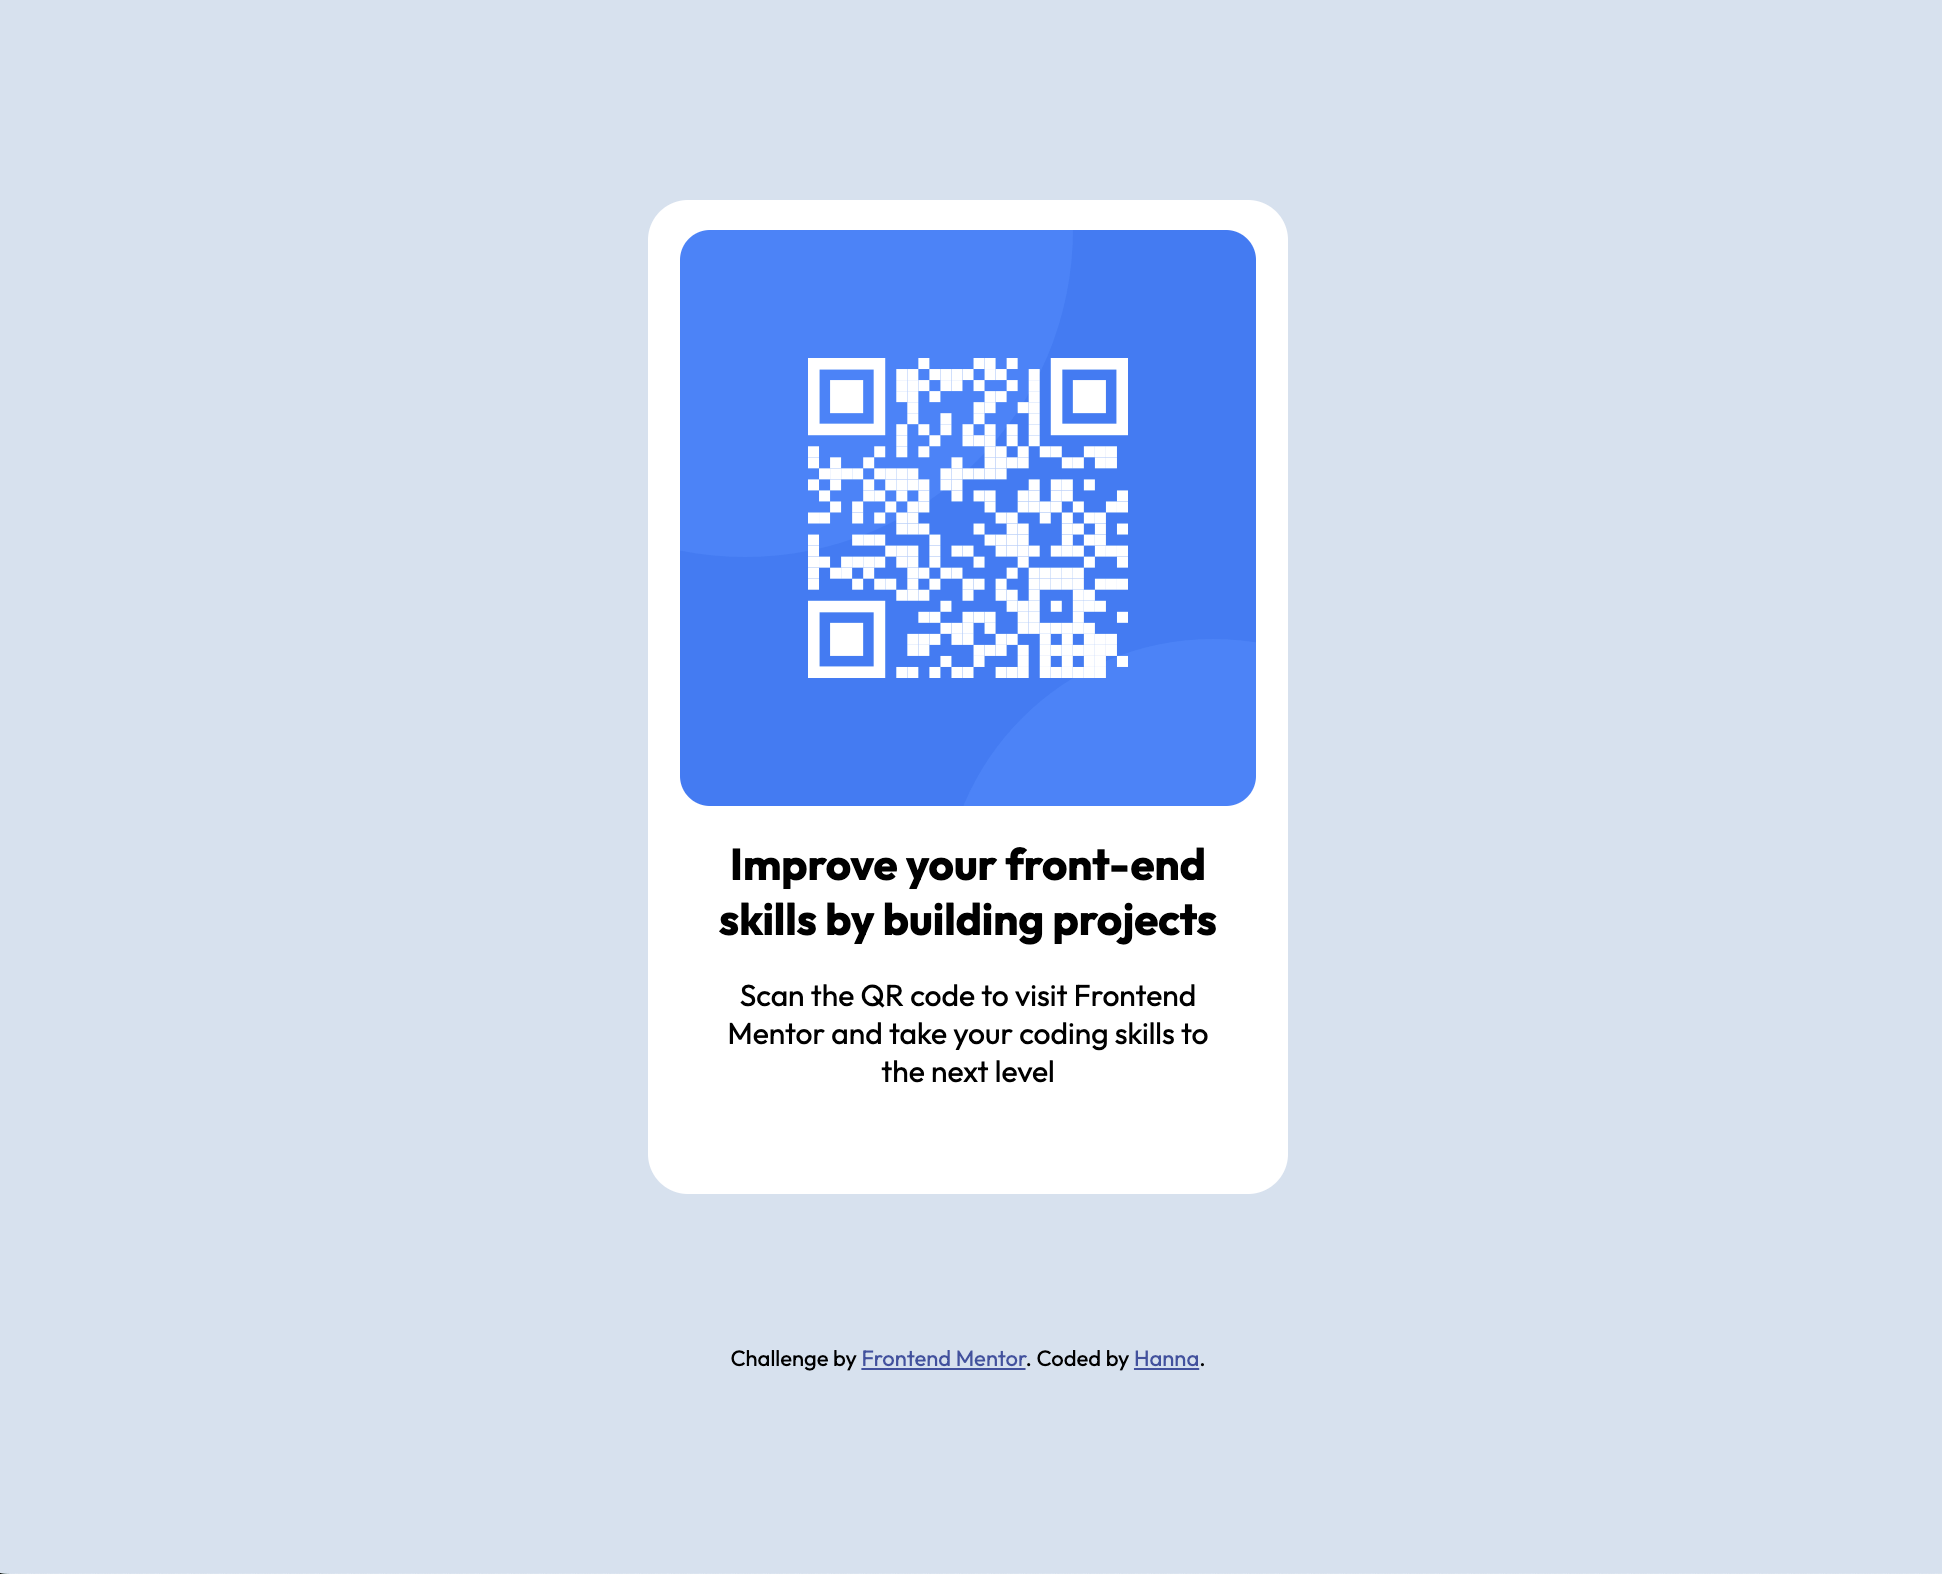 Improve your front-end
skills by building projects
Scan the QR code to visit Frontend
Mentor and take your coding skills to
the next level
Challenge by Frontend Mentor. Coded by Hanna.